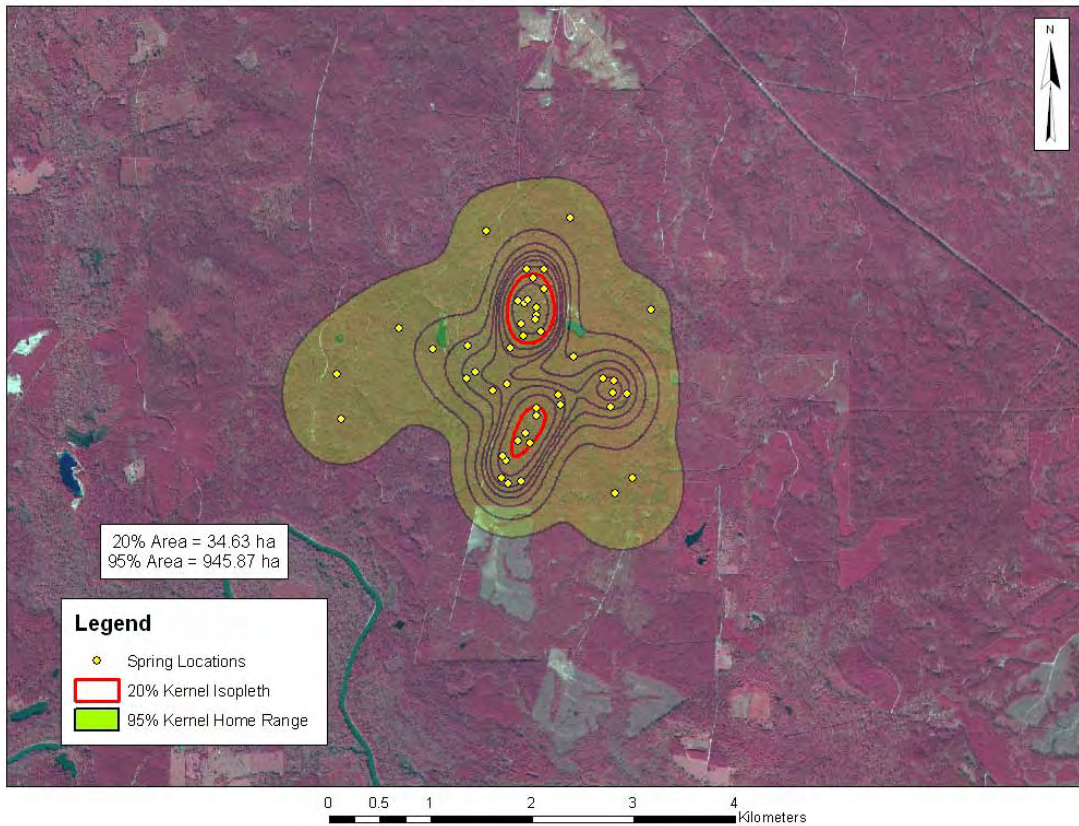 N
20% Area = 34.63 ha
95% Area = 945.87 ha
Legend
Spring Locations
20% Kernel Isopleth
95% Kernel Home Range
0 0.5 1 2 3 4
Kilometers